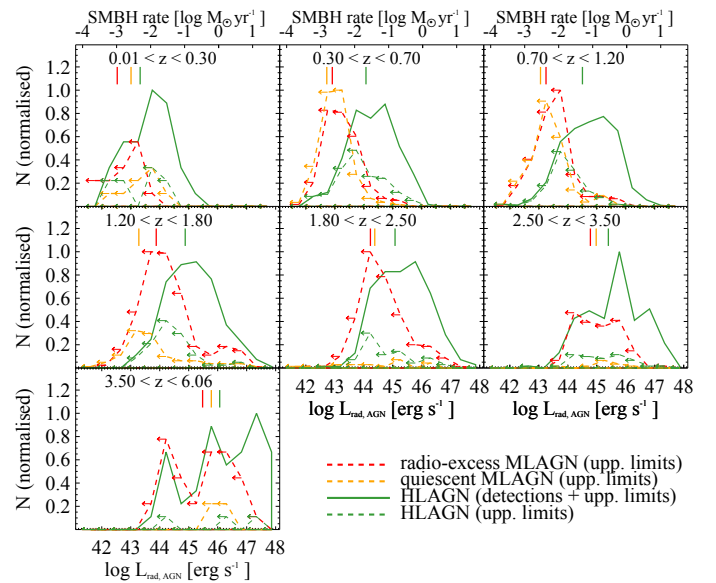 SMBH rate [log M⊙yr⁻¹] SMBH rate [log M⊙yr⁻¹] SMBH rate [log M⊙yr⁻¹]
-4 -3 -2 -1 0 1 -4 -3 -2 -1 0 1 -4 -3 -2 -1 0 1
0.01 < z < 0.30 0.30 < z < 0.70 0.70 < z < 1.20
N (normalised)
1.2
1.0
0.8
0.6
0.4
0.2
1.20 < z < 1.80 1.80 < z < 2.50 2.50 < z < 3.50
N (normalised)
1.2
1.0
0.8
0.6
0.4
0.2
42 43 44 45 46 47 48 42 43 44 45 46 47 48
log L rad, AGN [erg s⁻¹] log L rad, AGN [erg s⁻¹]
3.50 < z < 6.06
N (normalised)
1.2
1.0
0.8
0.6
0.4
0.2
42 43 44 45 46 47 48
log L rad, AGN [erg s⁻¹]
radio-excess MLAGN (upp. limits)
quiescent MLAGN (upp. limits)
HLAGN (detections + upp. limits)
HLAGN (upp. limits)